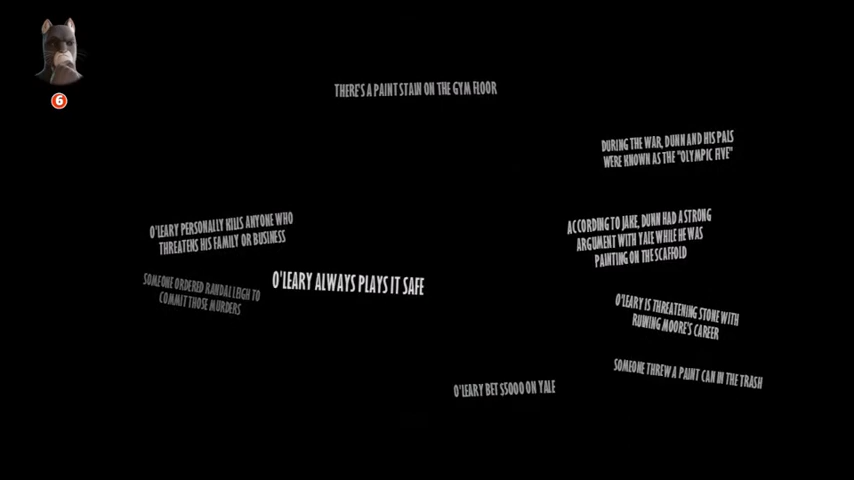 6
THERE'S A PAINT STAIN ON THE GYM FLOOR
DURING THE WAR, DUNN AND HIS PALS
WERE KNOWN AS THE "OLYMPIC FIVE"
O'LEARY PERSONALLY KILLS ANYONE WHO
THREATENS HIS FAMILY OR BUSINESS
ACCORDING TO JAKE, DUNN HAD A STRONG
ARGUMENT WITH YALE WHILE HE WAS
PAINTING ON THE SCAFFOLD
SOMEONE ORDERED RANDALL LEIGH TO
COMMIT THOSE MURDERS
O'LEARY ALWAYS PLAYS IT SAFE
O'LEARY IS THREATENING STONE WITH
RUINING MOORE'S CAREER
SOMEONE THREW A PAINT CAN IN THE TRASH
O'LEARY BET $5000 ON YALE